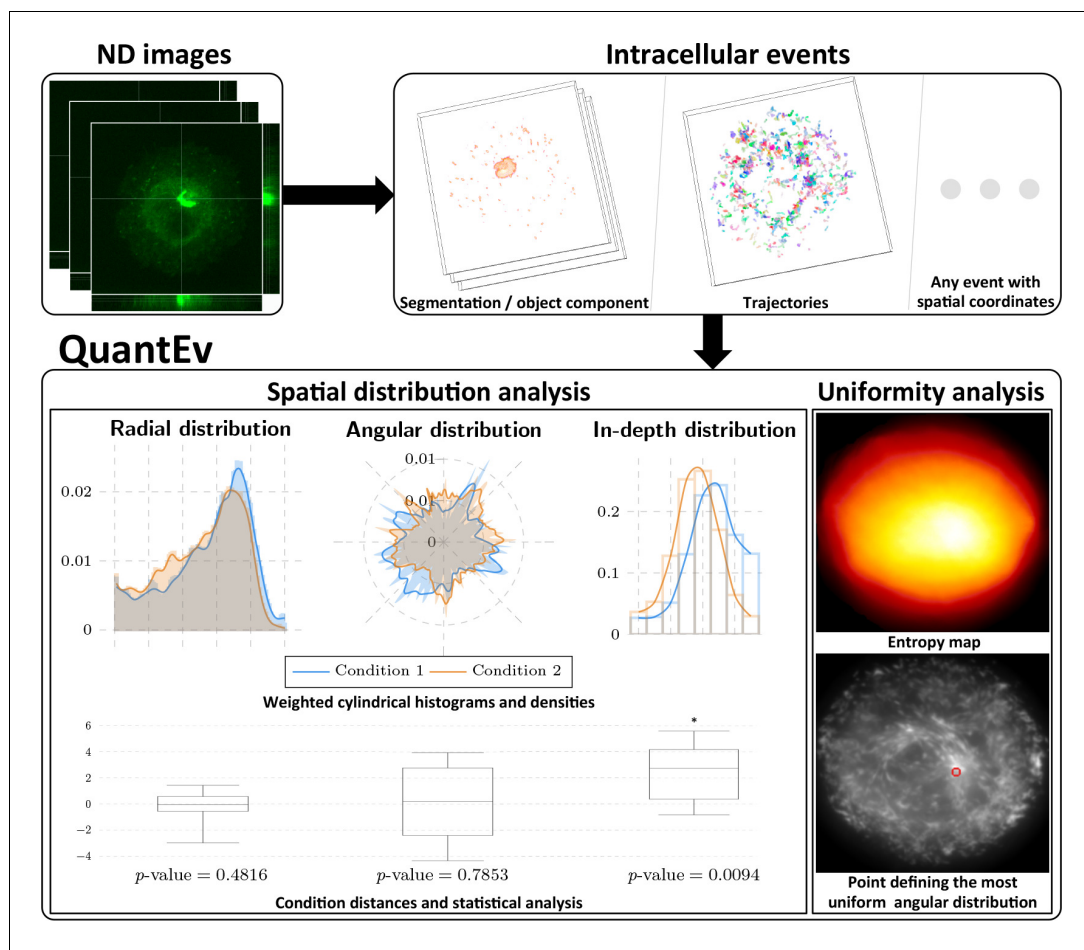 ND images
Intracellular events
Segmentation / object component
Trajectories
Any event with
spatial coordinates
QuantEv
Spatial distribution analysis
Uniformity analysis
Radial distribution
Angular distribution
In-depth distribution
0.02
0.01
0
0.01
0.01
0
0.2
0.1
0
Condition 1
Condition 2
Weighted cylindrical histograms and densities
Entropy map
6
4
2
0
−2
−4
*
p-value = 0.4816
p-value = 0.7853
p-value = 0.0094
Condition distances and statistical analysis
Point defining the most
uniform angular distribution